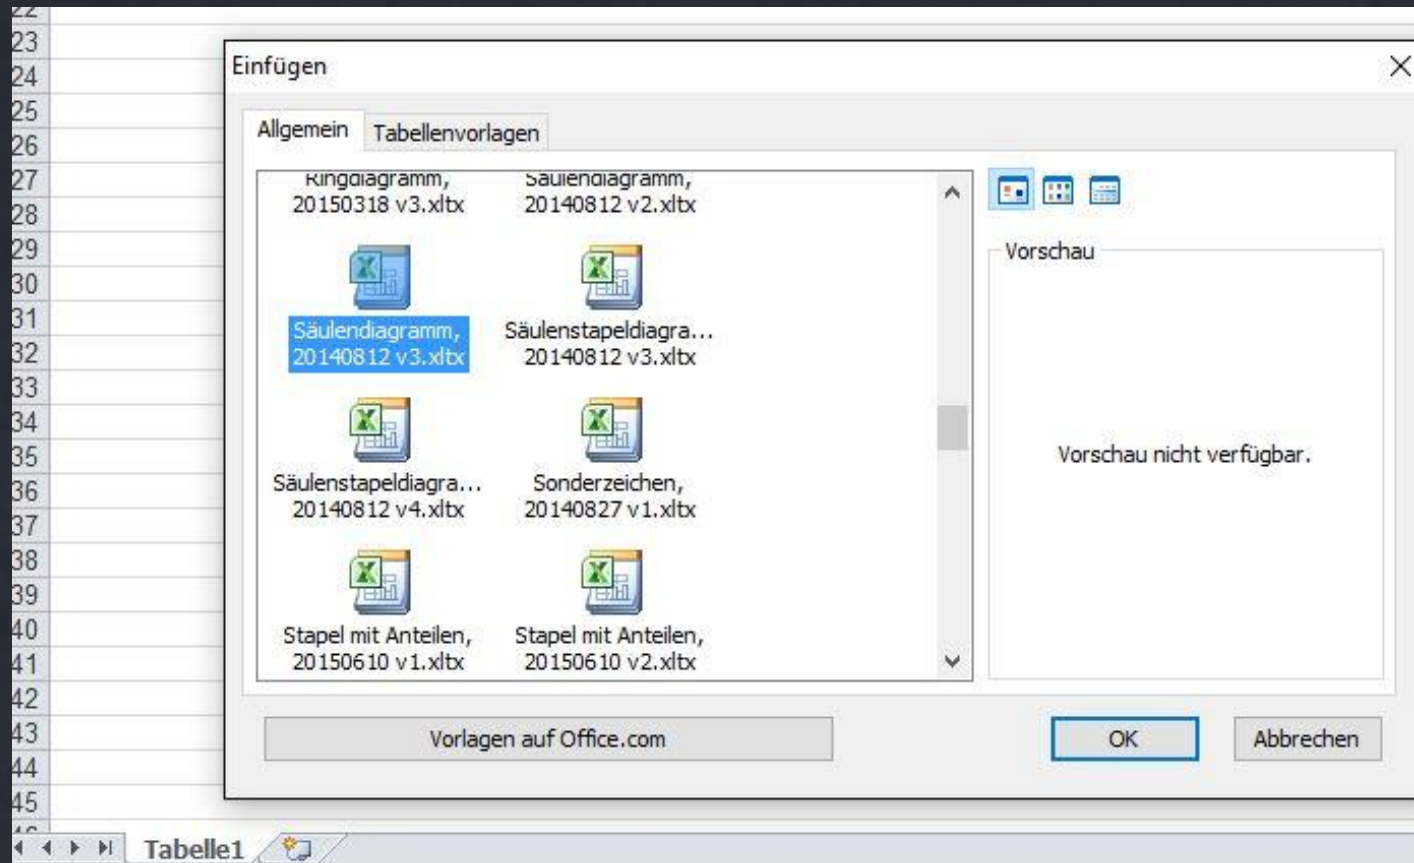 22
23
24
25
26
27
28
29
30
31
32
33
34
35
36
37
38
39
40
41
42
43
44
45
46
Einfügen
Allgemein Tabellenvorlagen
Ringdiagramm,
20150318 v3.xltx
Säulendiagramm,
20140812 v2.xltx
Säulendiagramm,
20140812 v3.xltx
Säulenstapeldiagra...
20140812 v3.xltx
Säulenstapeldiagra...
20140812 v4.xltx
Sonderzeichen,
20140827 v1.xltx
Stapel mit Anteilen,
20150610 v1.xltx
Stapel mit Anteilen,
20150610 v2.xltx
Vorschau
Vorschau nicht verfügbar.
Vorlagen auf Office.com
OK
Abbrechen
Tabelle1